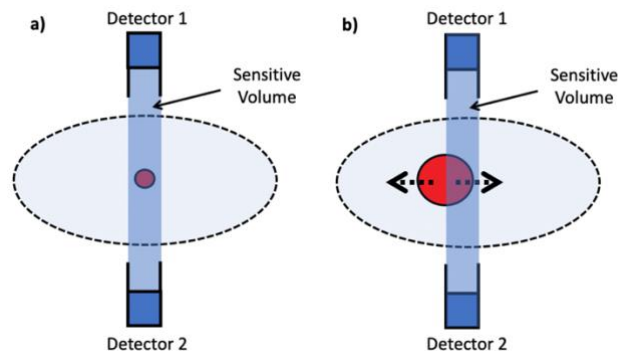 a)
Detector 1
Sensitive
Volume
Detector 2
b)
Detector 1
Sensitive
Volume
Detector 2